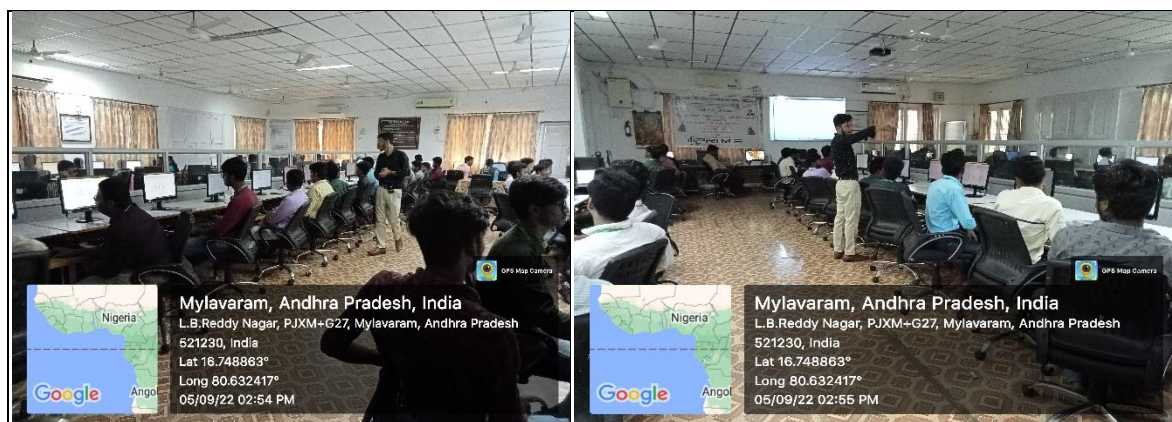 GPS Map Camera
Nigeria
Angol
Google
Mylavaram, Andhra Pradesh, India
L.B.Reddy Nagar, PJXM+G27, Mylavaram, Andhra Pradesh
521230, India
Lat 16.748863°
Long 80.632417°
05/09/22 02:54 PM
GPS Map Camera
Nigeria
Angol
Google
Mylavaram, Andhra Pradesh, India
L.B.Reddy Nagar, PJXM+G27, Mylavaram, Andhra Pradesh
521230, India
Lat 16.748863°
Long 80.632417°
05/09/22 02:55 PM